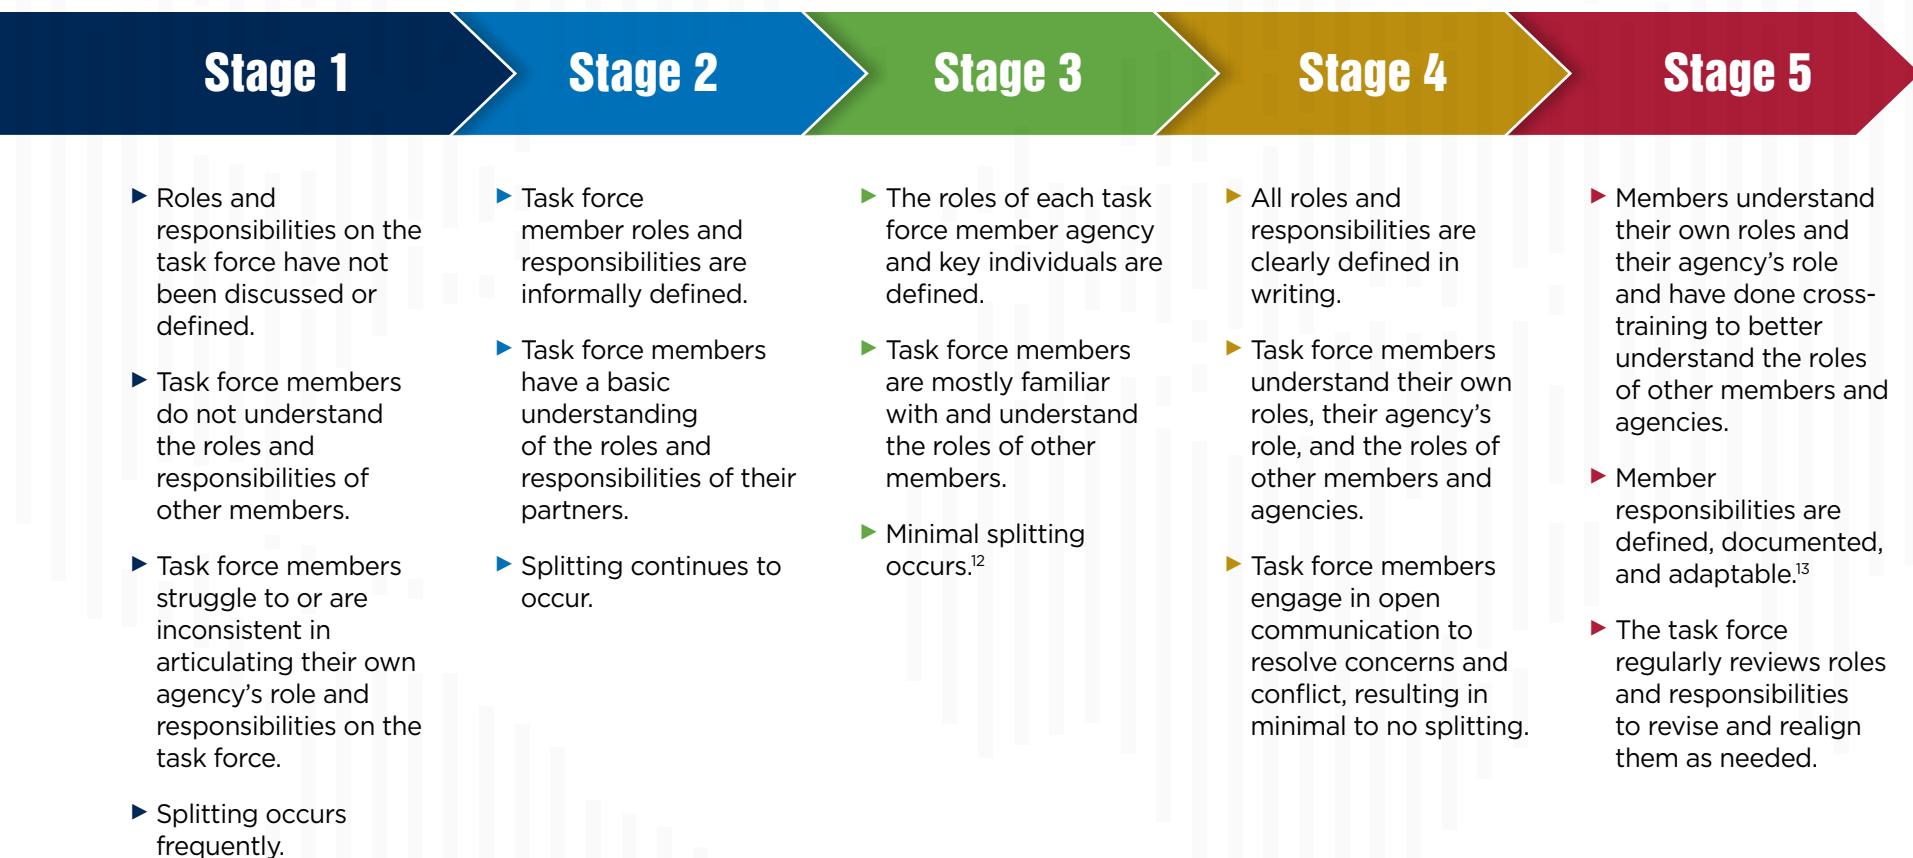 Stage 1
Stage 2
Stage 3
Stage 4
Stage 5
▶ Roles and
responsibilities on the
task force have not
been discussed or
defined.
▶ Task force members
do not understand
the roles and
responsibilities of
other members.
▶ Task force members
struggle to or are
inconsistent in
articulating their own
agency’s role and
responsibilities on the
task force.
▶ Splitting occurs
frequently.
▶ Task force
member roles and
responsibilities are
informally defined.
▶ Task force members
have a basic
understanding
of the roles and
responsibilities of their
partners.
▶ Splitting continues to
occur.
▶ The roles of each task
force member agency
and key individuals are
defined.
▶ Task force members
are mostly familiar
with and understand
the roles of other
members.
▶ Minimal splitting
occurs.12
▶ All roles and
responsibilities are
clearly defined in
writing.
▶ Task force members
understand their own
roles, their agency’s
role, and the roles of
other members and
agencies.
▶ Task force members
engage in open
communication to
resolve concerns and
conflict, resulting in
minimal to no splitting.
▶ Members understand
their own roles and
their agency’s role
and have done cross-
training to better
understand the roles
of other members and
agencies.
▶ Member
responsibilities are
defined, documented,
and adaptable.13
▶ The task force
regularly reviews roles
and responsibilities
to revise and realign
them as needed.